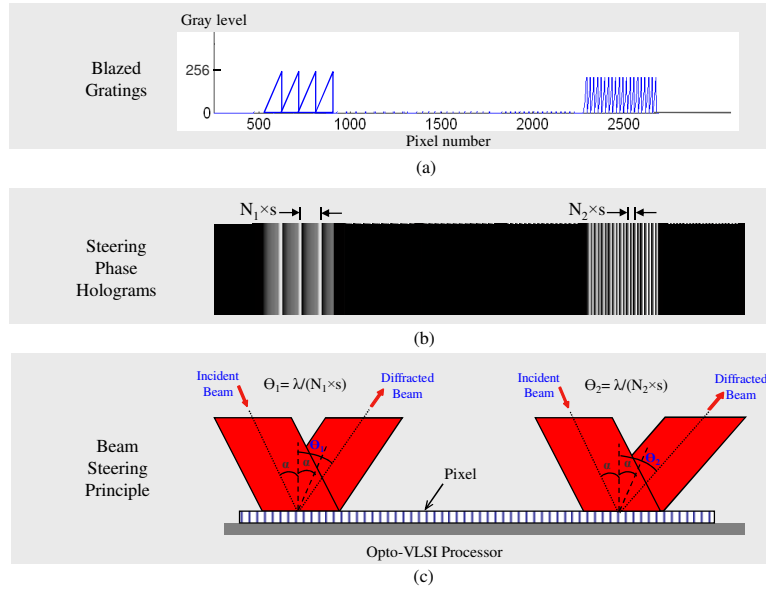 Gray level
Blazed
Gratings
256
0
500
1000
1500
2000
2500
Pixel number
(a)
N₁×s
N₂×s
Steering
Phase
Holograms
(b)
Incident
Beam
Θ₁= λ/(N₁×s)
Diffracted
Beam
Incident
Beam
Θ₂= λ/(N₂×s)
Diffracted
Beam
Beam
Steering
Principle
α
α
Θ₁
α
α
Θ₂
Pixel
Opto-VLSI Processor
(c)